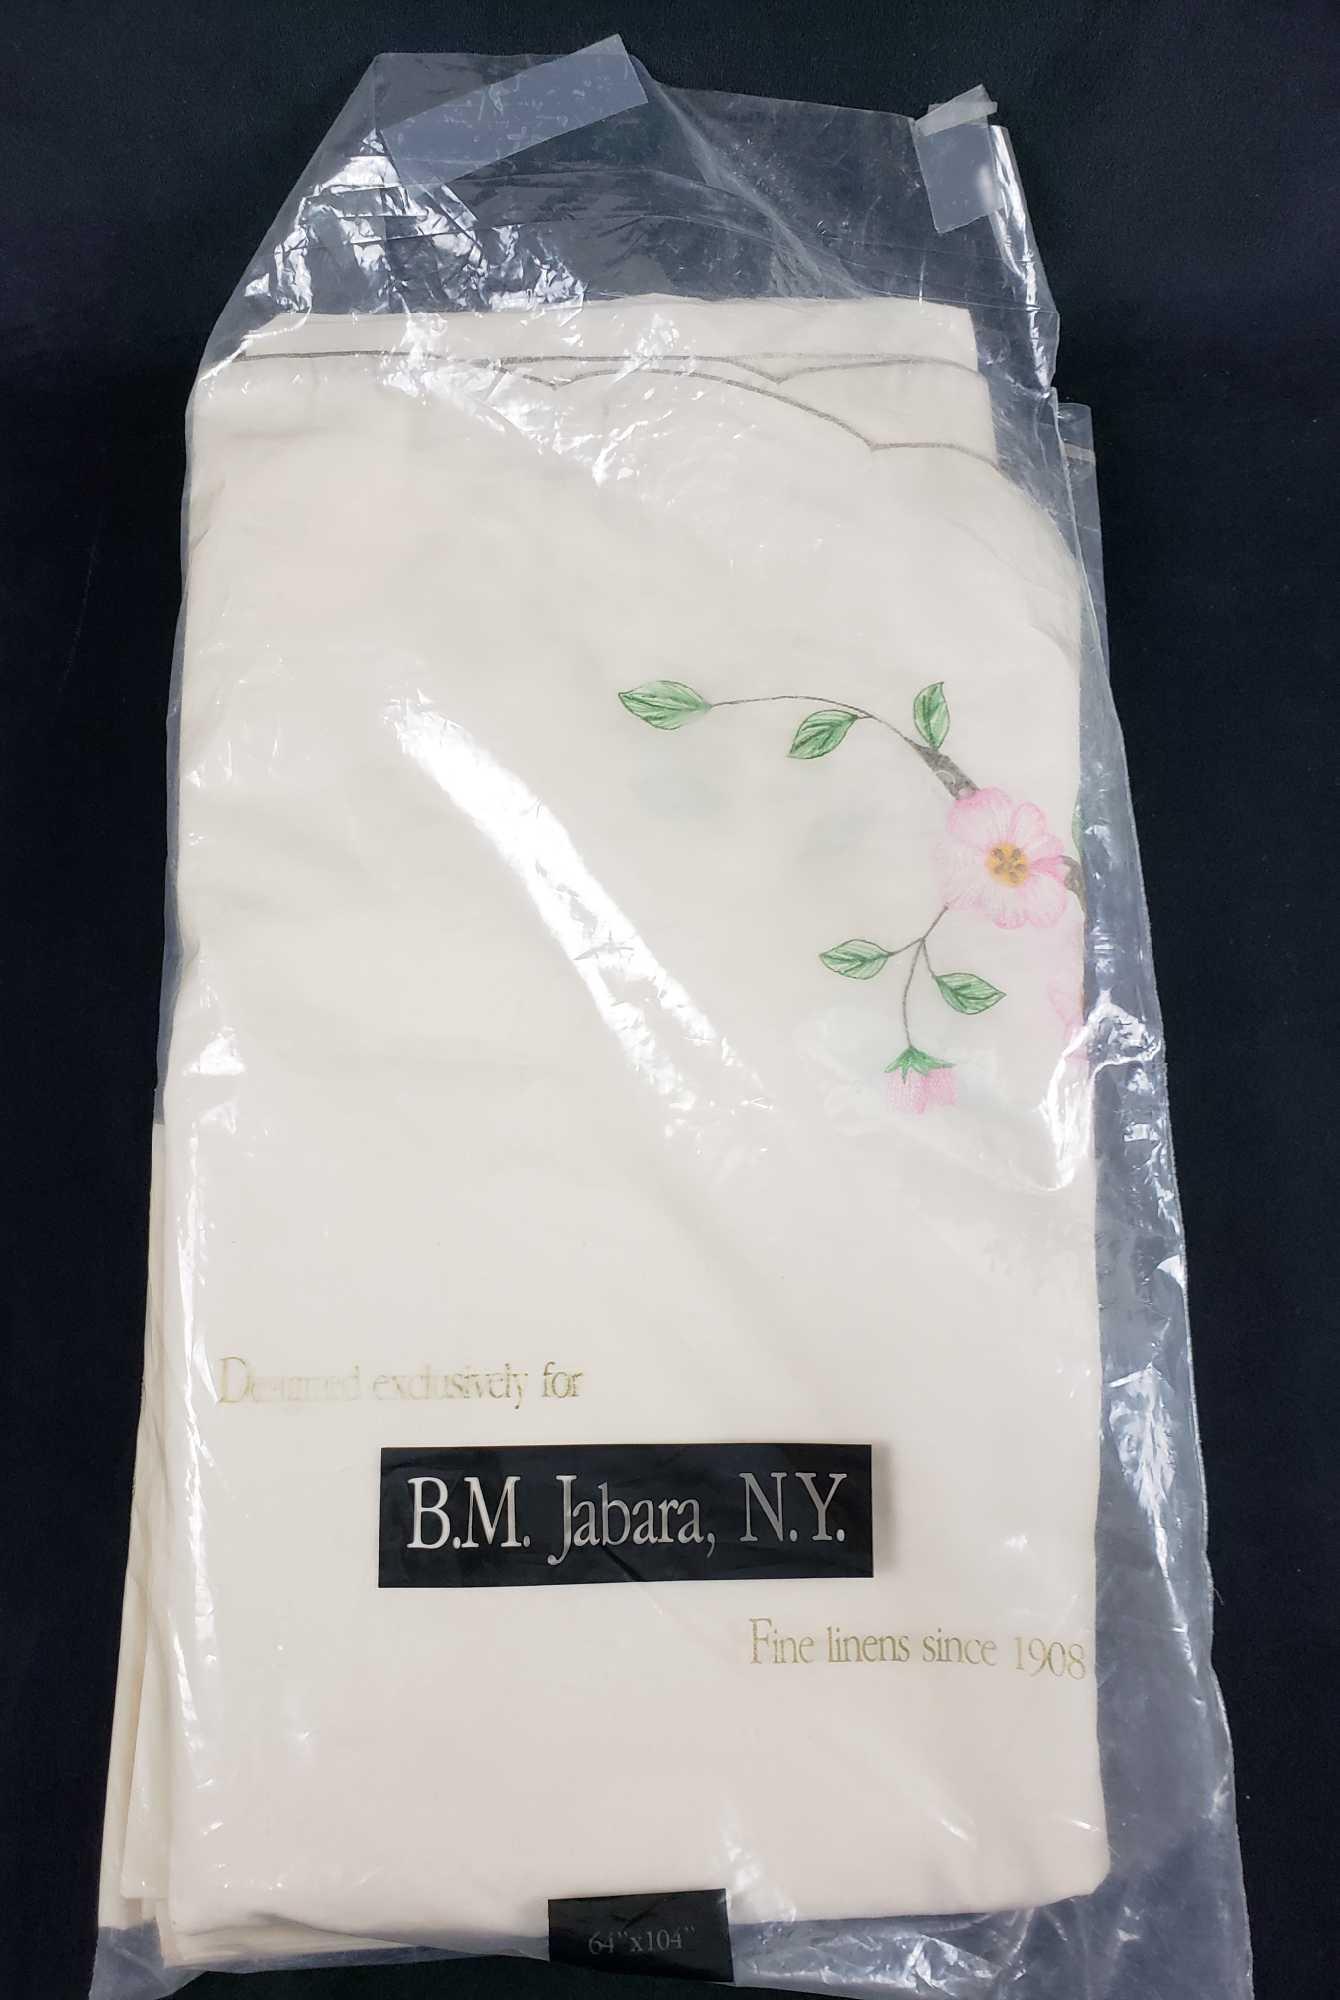 Designed exclusively for
B.M. Jabara, N.Y.
Fine linens since 1908
64"x104"